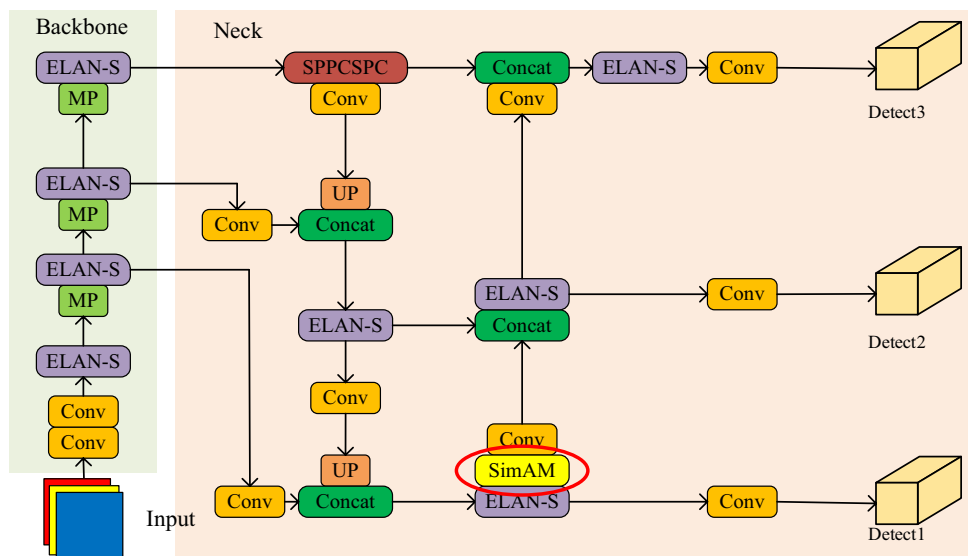 Backbone
Neck
ELAN-S
SPPCSPC
Concat
ELAN-S
Conv
MP
Conv
Conv
Detect3
ELAN-S
UP
MP
Conv
Concat
ELAN-S
ELAN-S
Conv
MP
ELAN-S
Concat
Detect2
ELAN-S
Conv
Conv
Conv
Conv
UP
SimAM
Conv
Concat
ELAN-S
Conv
Input
Detect1